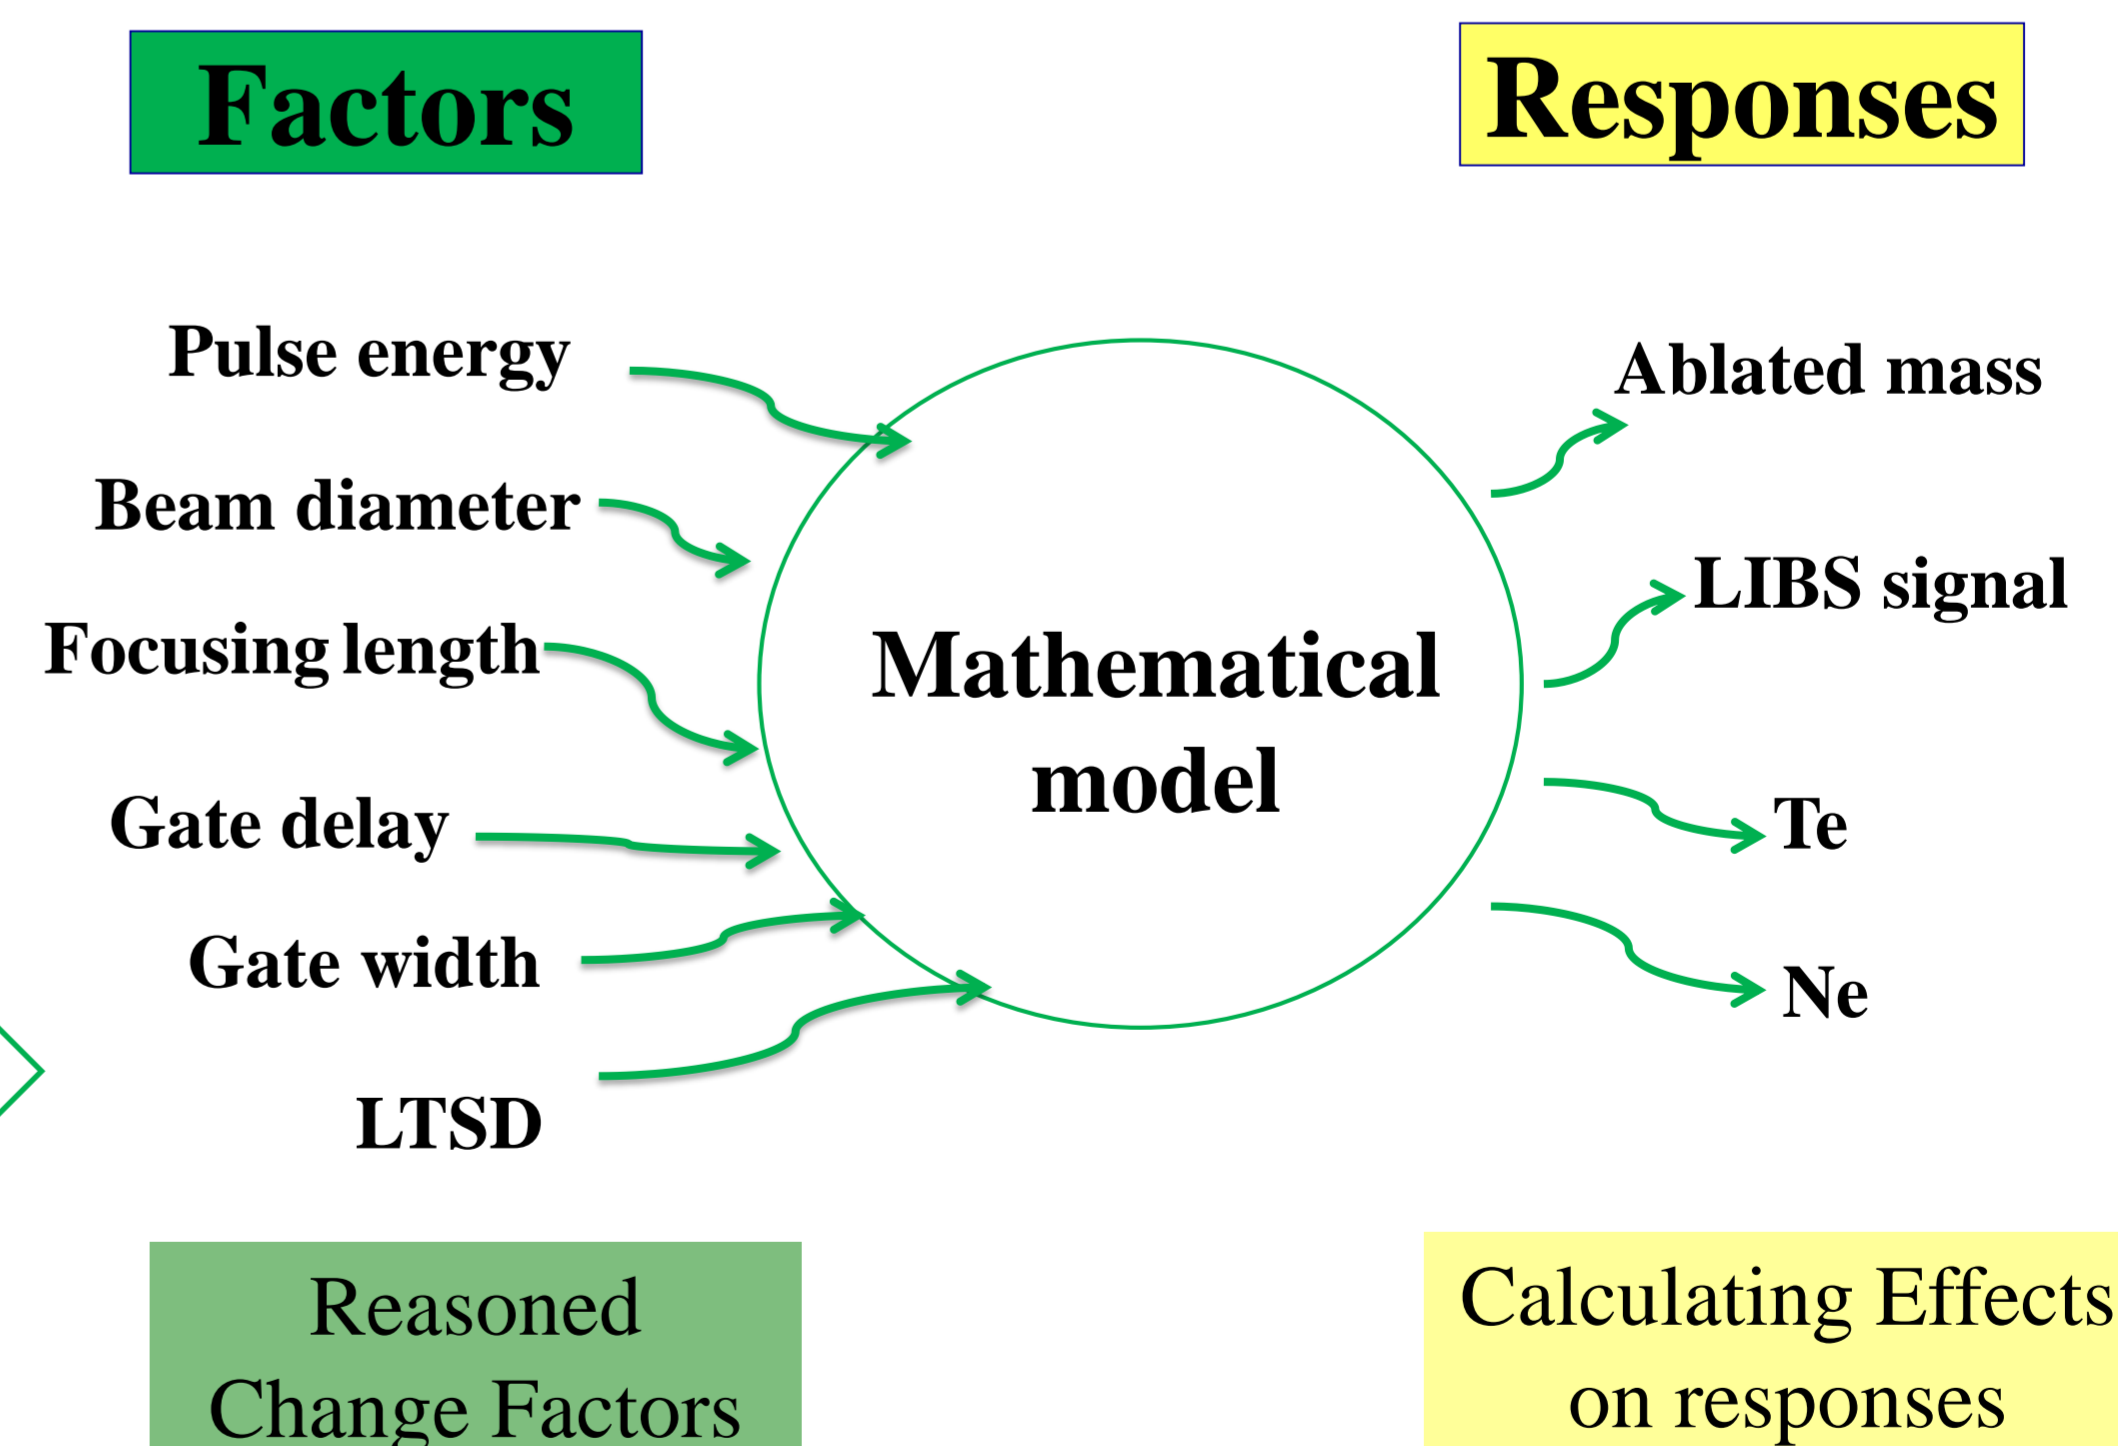 Factors
Responses
Pulse energy
Beam diameter
Focusing length
Gate delay
Gate width
LTSD
Mathematical
model
Ablated mass
LIBS signal
Te
Ne
Reasoned
Change Factors
Calculating Effects
on responses